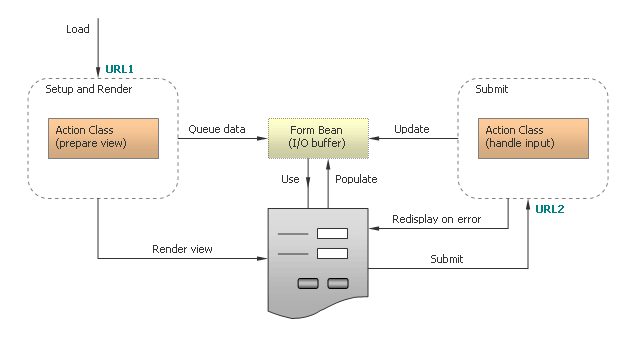 Load
URL1
Setup and Render
Action Class
(prepare view)
Queue data
Form Bean
(I/O buffer)
Update
Submit
Action Class
(handle input)
Use
Populate
URL2
Redisplay on error
Render view
Submit